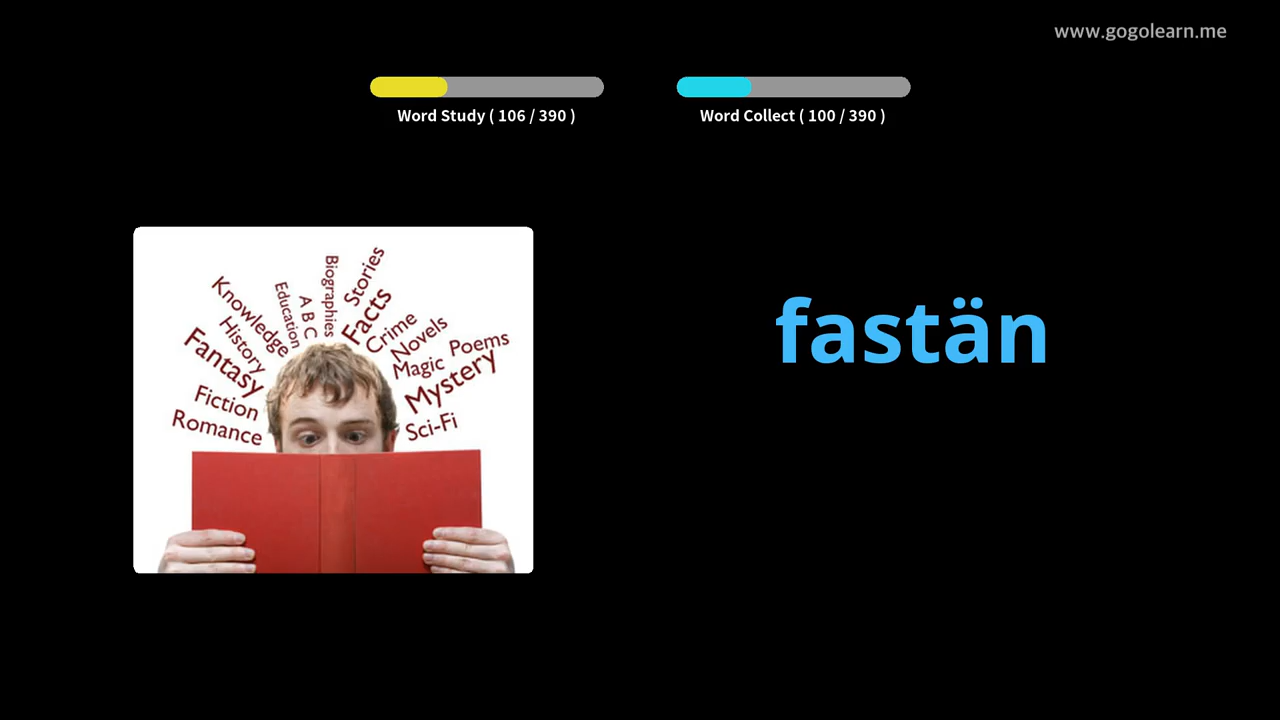 www.gogolearn.me
Word Study ( 106 / 390 )
Word Collect ( 100 / 390 )
fastän
Biographies
Stories
Education
A B C
Facts
Knowledge
Crime
History
Novels
Fantasy
Magic
Poems
Mystery
Fiction
Romance
Sci-Fi